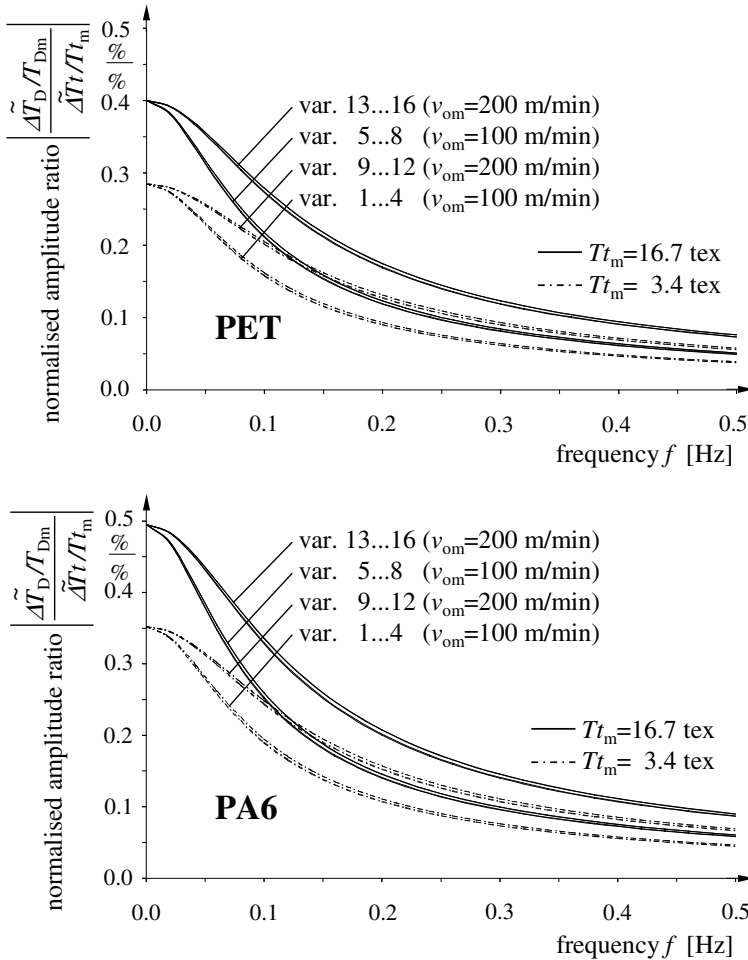 normalised amplitude ratio
Δ̃T_D/T_Dm
Δ̃Tt/Tt_m
%
%
0.5
0.4
0.3
0.2
0.1
0.0
var. 13...16 (v_om=200 m/min)
var. 5...8 (v_om=100 m/min)
var. 9...12 (v_om=200 m/min)
var. 1...4 (v_om=100 m/min)
Tt_m=16.7 tex
Tt_m= 3.4 tex
PET
0.0 0.1 0.2 0.3 0.4 0.5
frequency f [Hz]
normalised amplitude ratio
Δ̃T_D/T_Dm
Δ̃Tt/Tt_m
%
%
0.5
0.4
0.3
0.2
0.1
0.0
var. 13...16 (v_om=200 m/min)
var. 5...8 (v_om=100 m/min)
var. 9...12 (v_om=200 m/min)
var. 1...4 (v_om=100 m/min)
Tt_m=16.7 tex
Tt_m= 3.4 tex
PA6
0.0 0.1 0.2 0.3 0.4 0.5
frequency f [Hz]